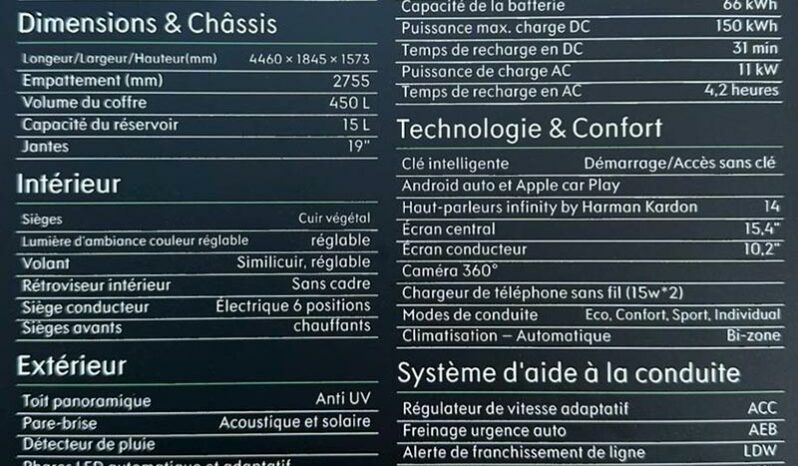 Dimensions & Châssis
Longeur/Largeur/Hauteur(mm) 4460 × 1845 × 1573
Empattement (mm) 2755
Volume du coffre 450 L
Capacité du réservoir 15 L
Jantes 19"
Intérieur
Sièges Cuir végétal
Lumière d'ambiance couleur réglable réglable
Volant Similicuir, réglable
Rétroviseur intérieur Sans cadre
Siège conducteur Électrique 6 positions
Sièges avants chauffants
Extérieur
Toit panoramique Anti UV
Pare-brise Acoustique et solaire
Détecteur de pluie
Phares LED automatique et adaptatif
Capacité de la batterie 66 kWh
Puissance max. charge DC 150 kWh
Temps de recharge en DC 31 min
Puissance de charge AC 11 kW
Temps de recharge en AC 4,2 heures
Technologie & Confort
Clé intelligente Démarrage/Accès sans clé
Android auto et Apple car Play
Haut-parleurs infinity by Harman Kardon 14
Écran central 15,4"
Écran conducteur 10,2"
Caméra 360°
Chargeur de téléphone sans fil (15w*2)
Modes de conduite Eco, Confort, Sport, Individual
Climatisation – Automatique Bi-zone
Système d'aide à la conduite
Régulateur de vitesse adaptatif ACC
Freinage urgence auto AEB
Alerte de franchissement de ligne LDW